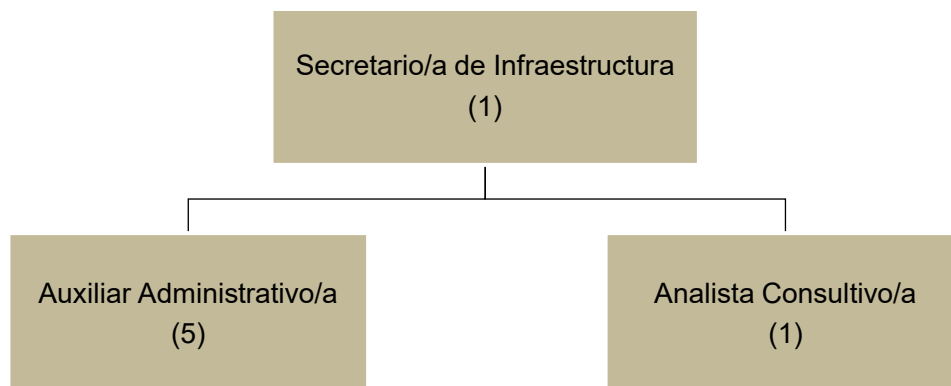 Secretario/a de Infraestructura
(1)
Auxiliar Administrativo/a
(5)
Analista Consultivo/a
(1)